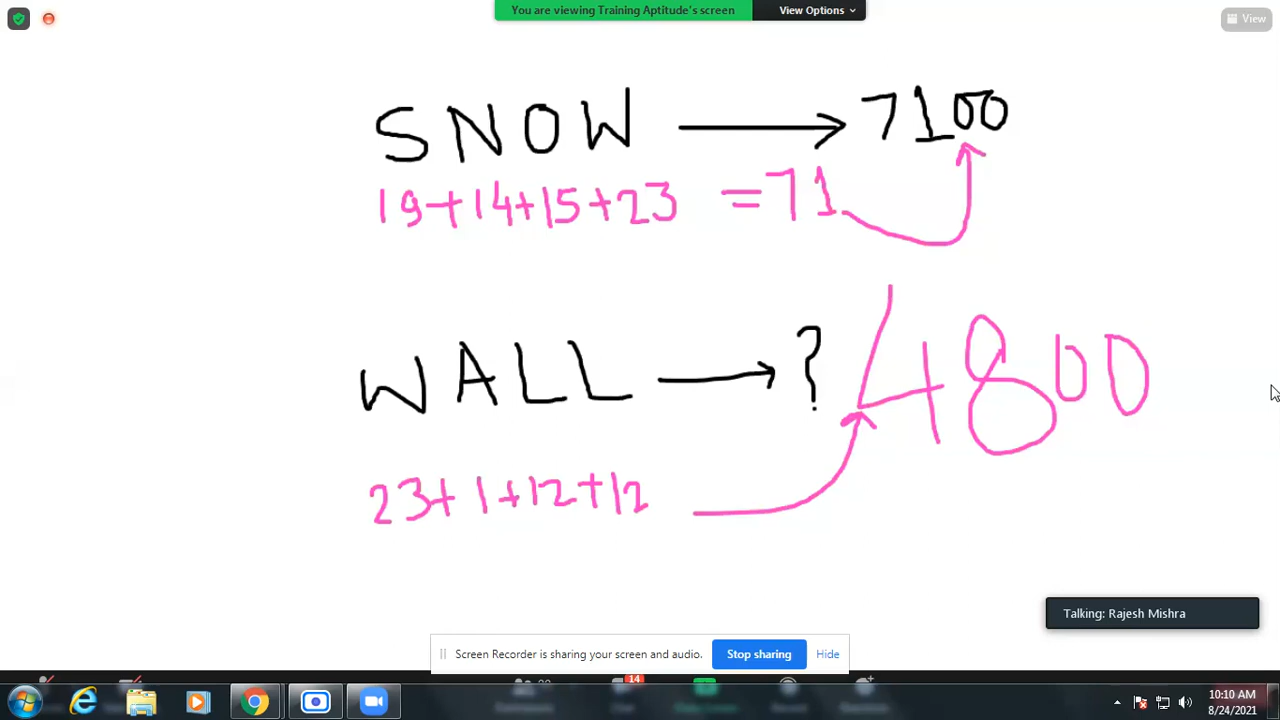 You are viewing Training Aptitude's screen
View Options
View
SNOW → 7100
19+14+15+23 =71
WALL → ? 4800
23+1+12+12
Talking: Rajesh Mishra
Screen Recorder is sharing your screen and audio.
Stop sharing
Hide
14
10:10 AM
8/24/2021